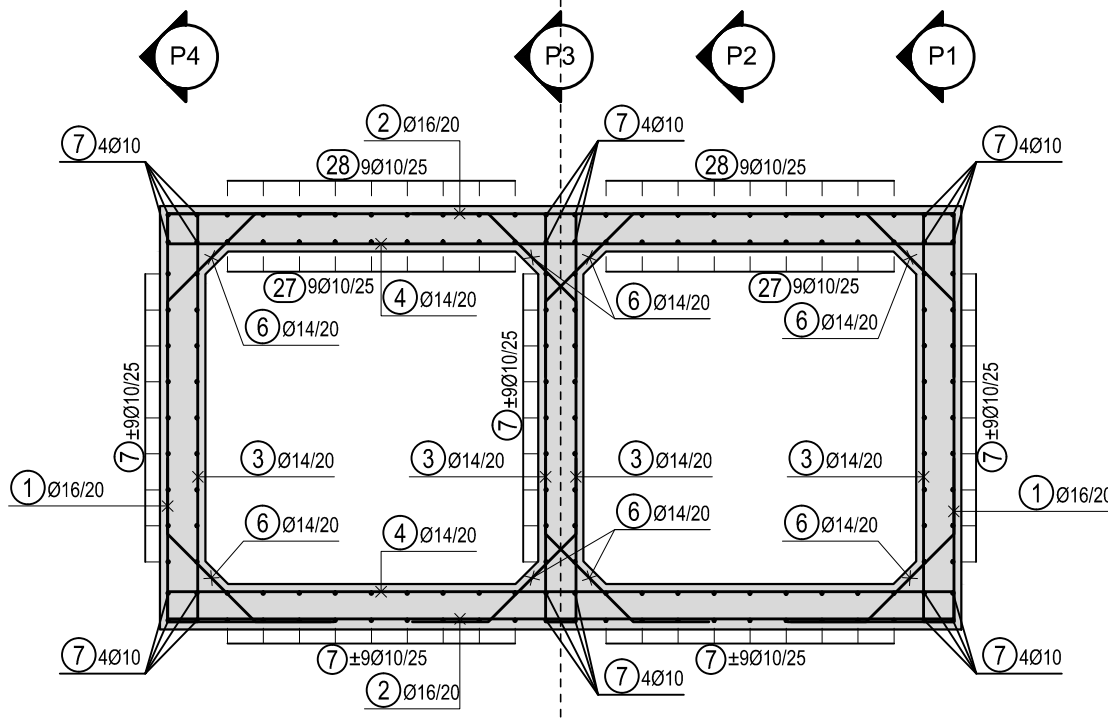 P4 P3 P2 P1
2 Ø16/20
7 4Ø10 7 4Ø10 7 4Ø10
28 9Ø10/25 28 9Ø10/25
27 9Ø10/25 27 9Ø10/25
4 Ø14/20
6 Ø14/20 6 Ø14/20 6 Ø14/20
7 ±9Ø10/25 7 ±9Ø10/25 7 ±9Ø10/25
3 Ø14/20 3 Ø14/20 3 Ø14/20 3 Ø14/20
1 Ø16/20 1 Ø16/20
6 Ø14/20 4 Ø14/20 6 Ø14/20 6 Ø14/20
7 4Ø10 7 ±9Ø10/25 7 ±9Ø10/25 7 4Ø10
2 Ø16/20 7 4Ø10